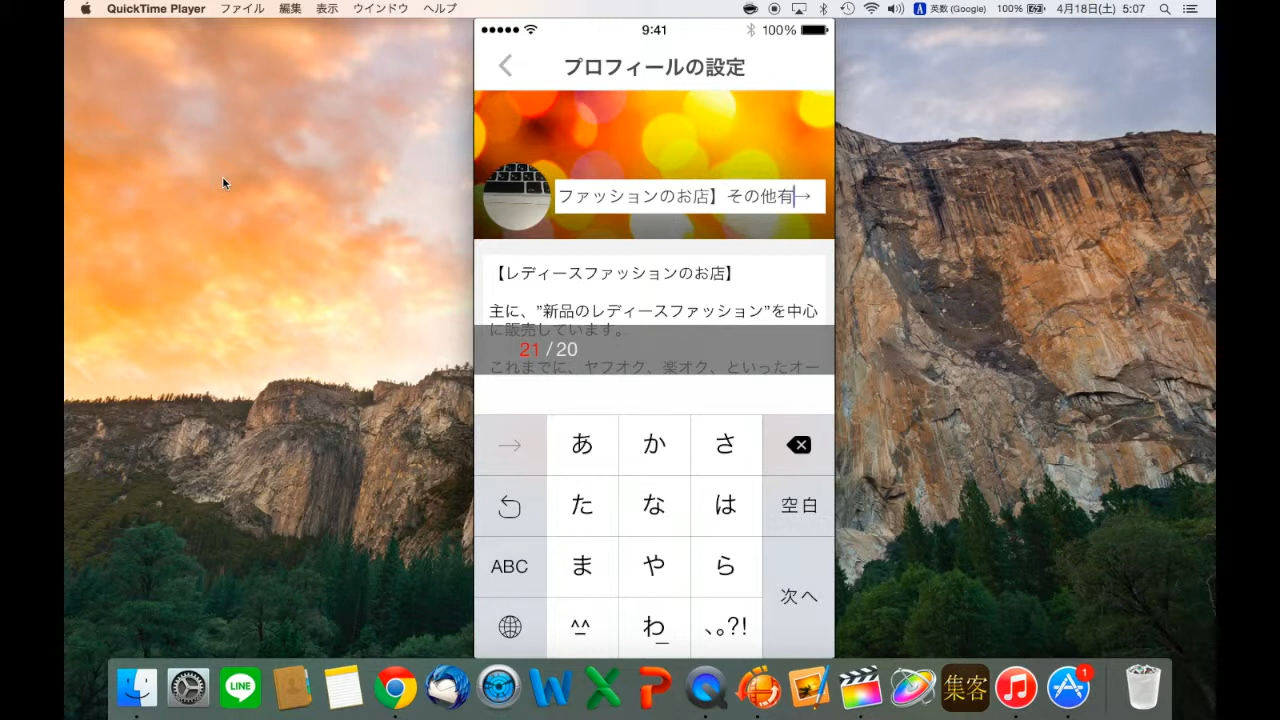 QuickTime Player ファイル 編集 表示 ウインドウ ヘルプ
A 英数 (Google) 100% 4月18日(土) 5:07
9:41 100%
プロフィールの設定
ファッションのお店】その他有→
【レディースファッションのお店】
主に、”新品のレディースファッション”を中心
に販売しています。
21 / 20
これまでに、ヤフオク、楽オク、といったオー
→ あ か さ
た な は 空白
ABC ま や ら
次へ
^^ わ 、。?!
LINE W X P Q 集客 1